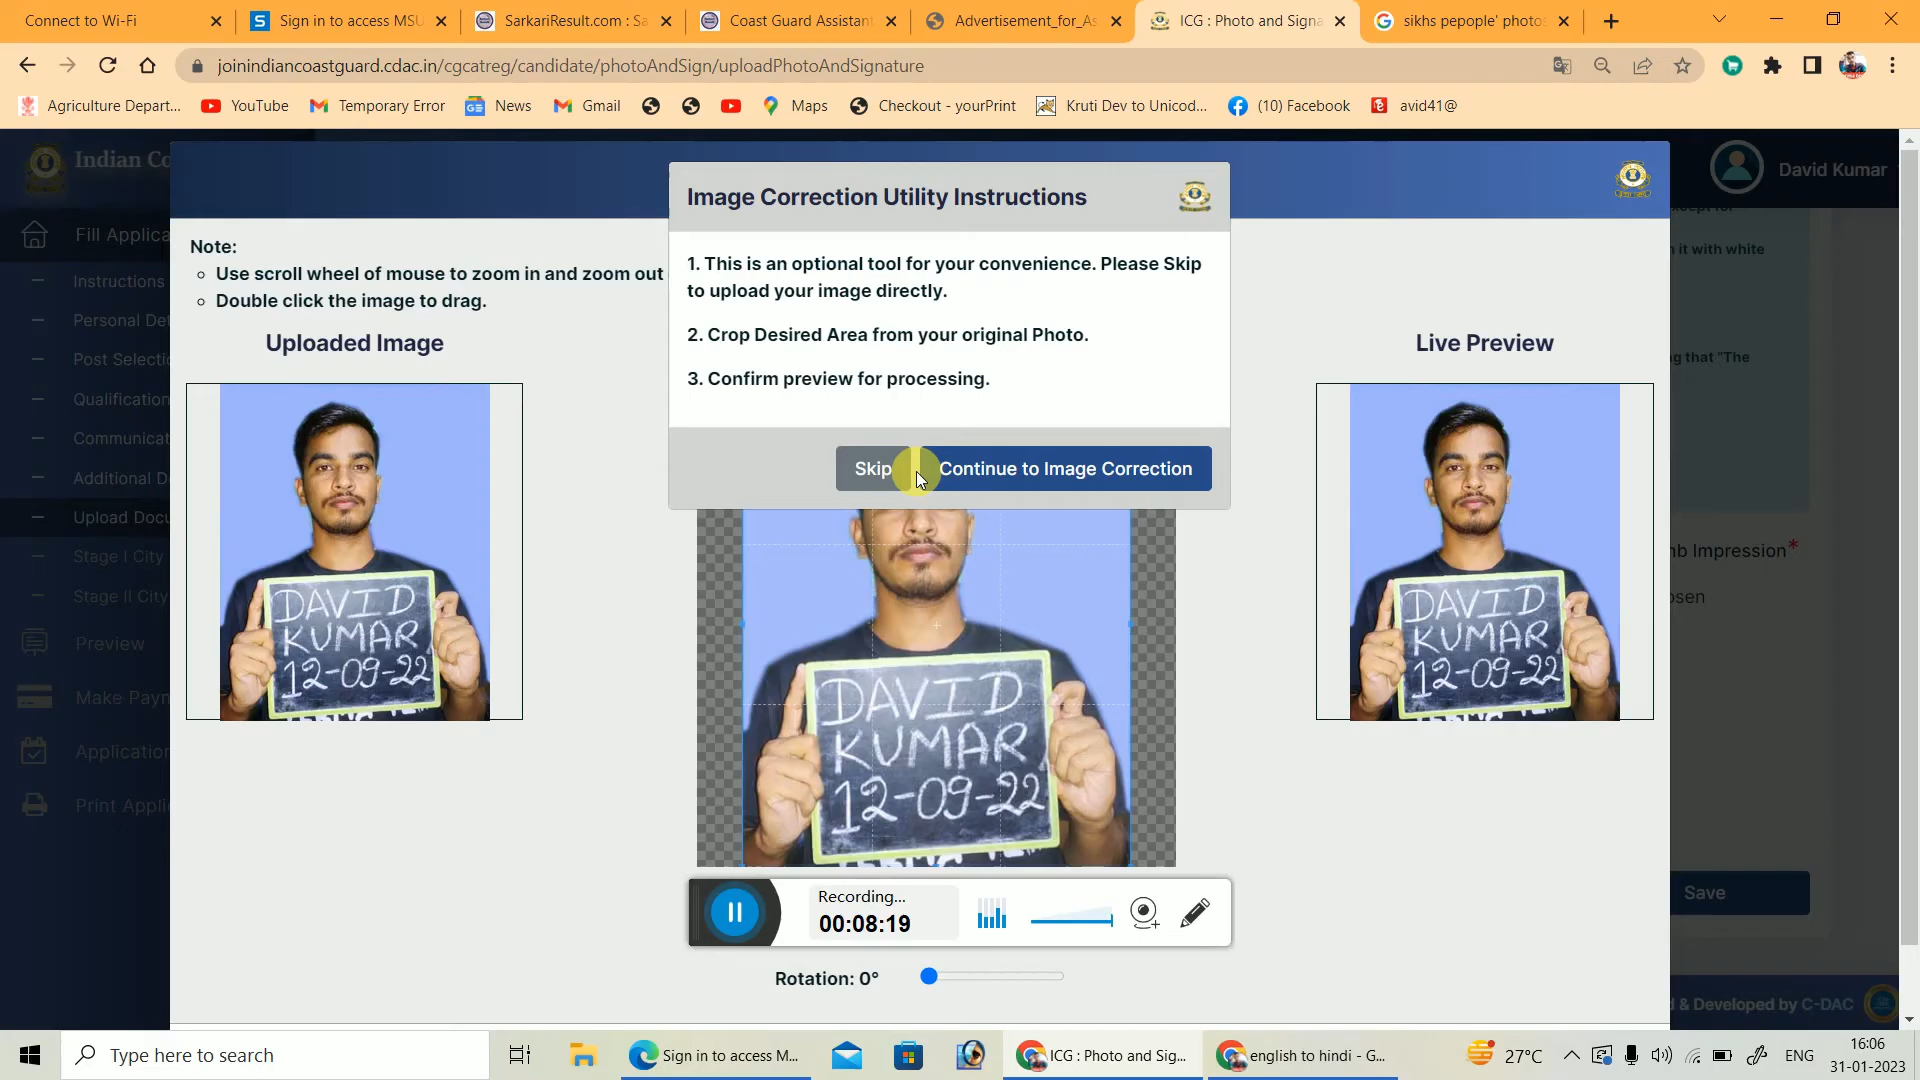 Connect to Wi-Fi
Sign in to access MSU
SarkariResult.com : Sa
Coast Guard Assistant
Advertisement_for_As
ICG : Photo and Signa
sikhs pepople' photos
joinindiancoastguard.cdac.in/cgcatreg/candidate/photoAndSign/uploadPhotoAndSignature
Agriculture Depart...
YouTube
Temporary Error
News
Gmail
Maps
Checkout - yourPrint
Kruti Dev to Unicod...
(10) Facebook
avid41@
Indian Co
David Kumar
Image Correction Utility Instructions
1. This is an optional tool for your convenience. Please Skip
to upload your image directly.
2. Crop Desired Area from your original Photo.
3. Confirm preview for processing.
Skip
Continue to Image Correction
Note:
Use scroll wheel of mouse to zoom in and zoom out
Double click the image to drag.
Uploaded Image
Live Preview
Fill Applica
Instructions
Personal Det
Post Selectio
Qualification
Communicat
Additional D
Upload Docu
Stage I City
Stage II City
Preview
Make Payn
Application
Print Appli
n it with white
g that "The
nb Impression*
osen
Save
DAVID
KUMAR
12-09-22
DAVID
KUMAR
12-09-22
DAVID
KUMAR
12-09-22
Recording...
00:08:19
Rotation: 0°
& Developed by C-DAC
Type here to search
Sign in to access M...
ICG : Photo and Sig...
english to hindi - G...
27°C
ENG
16:06
31-01-2023